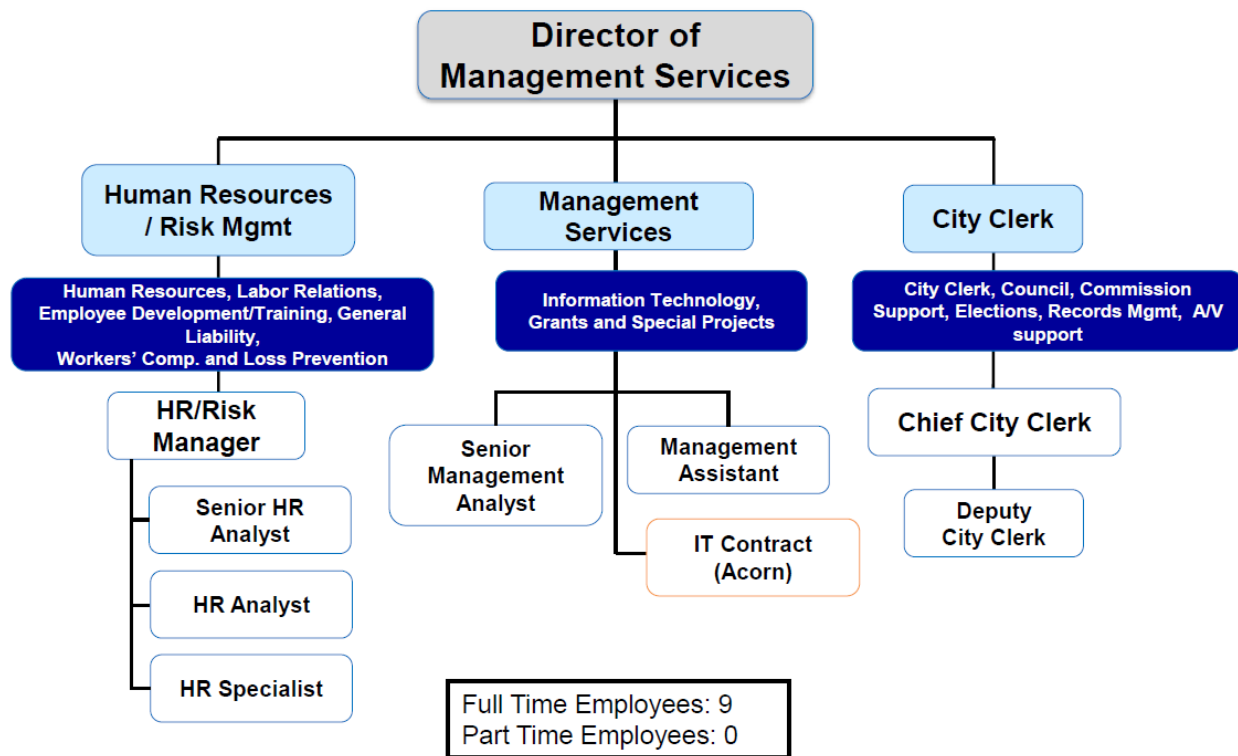 Director of
Management Services
Human Resources
/ Risk Mgmt
Management
Services
City Clerk
Human Resources, Labor Relations,
Employee Development/Training, General
Liability,
Workers’ Comp. and Loss Prevention
Information Technology,
Grants and Special Projects
City Clerk, Council, Commission
Support, Elections, Records Mgmt,  A/V
support
HR/Risk
Manager
Senior HR
Analyst
HR Analyst
HR Specialist
Senior
Management
Analyst
Management
Assistant
IT Contract
(Acorn)
Chief City Clerk
Deputy
City Clerk
Full Time Employees: 9
Part Time Employees: 0